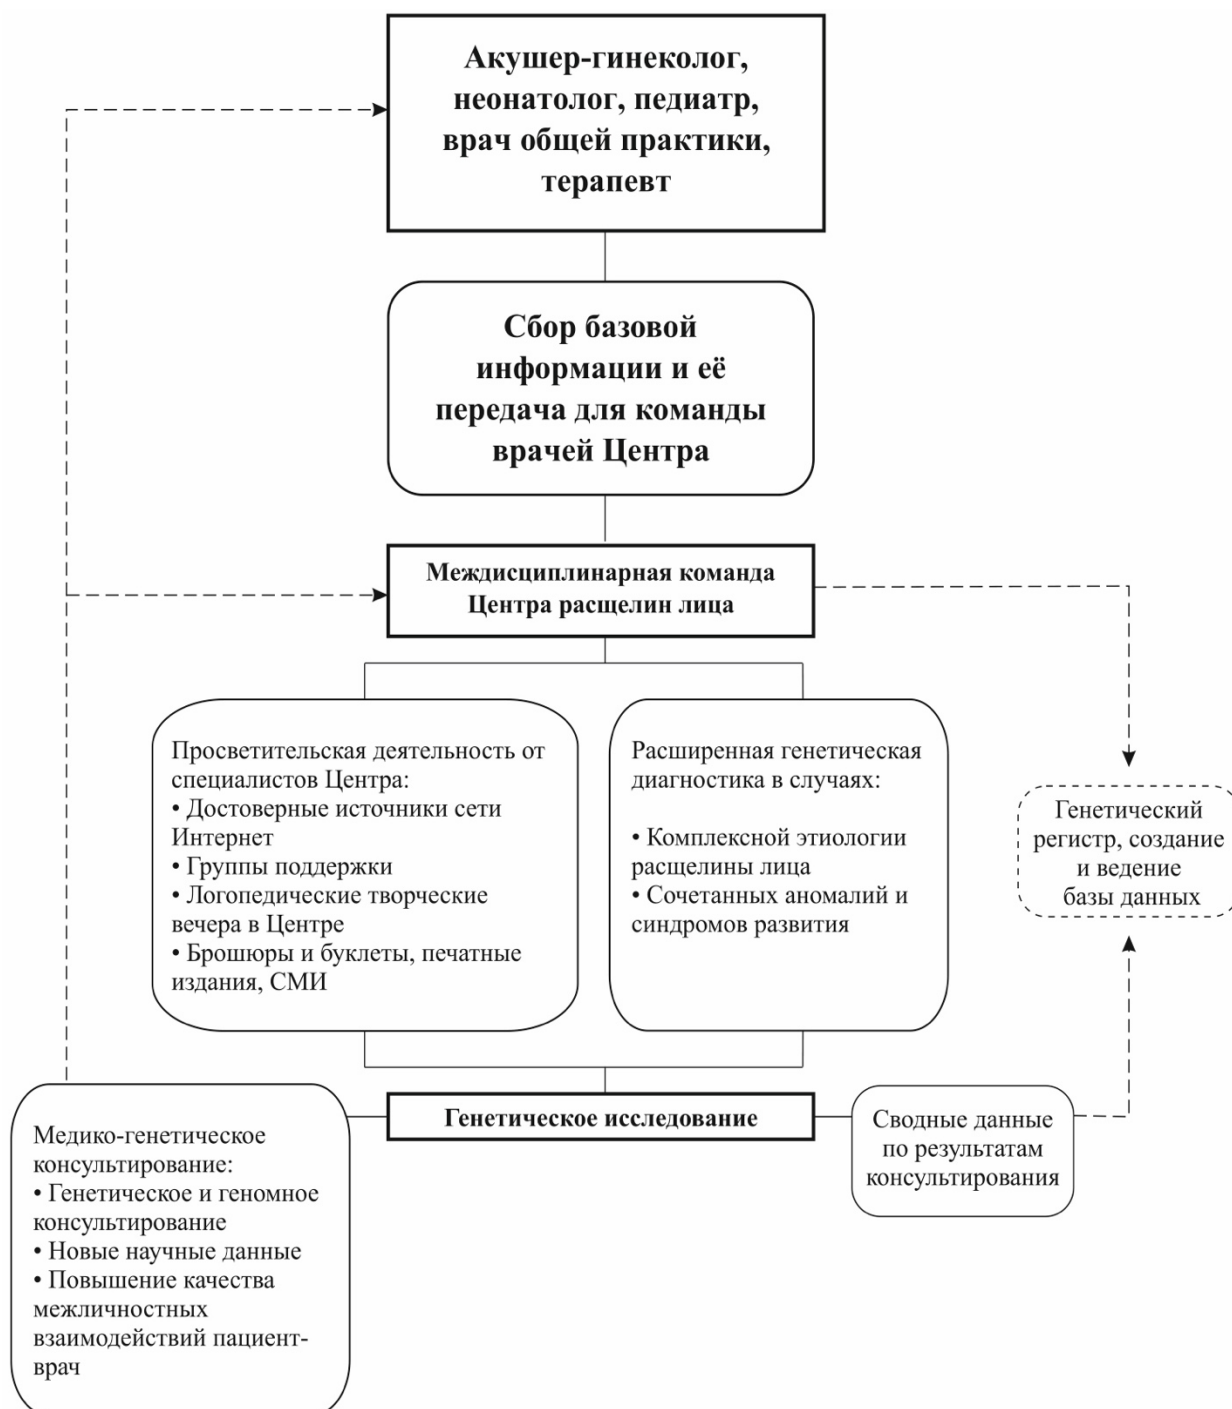 Акушер-гинеколог,
неонатолог, педиатр,
врач общей практики,
терапевт
Сбор базовой
информации и её
передача для команды
врачей Центра
Междисциплинарная команда
Центра расщелин лица
Просветительская деятельность от
специалистов Центра:
• Достоверные источники сети
Интернет
• Группы поддержки
• Логопедические творческие
вечера в Центре
• Брошюры и буклеты, печатные
издания, СМИ
Расширенная генетическая
диагностика в случаях:
• Комплексной этиологии
расщелины лица
• Сочетанных аномалий и
синдромов развития
Генетический
регистр, создание
и ведение
базы данных
Медико-генетическое
консультирование:
• Генетическое и геномное
консультирование
• Новые научные данные
• Повышение качества
межличностных
взаимодействий пациент-
врач
Генетическое исследование
Сводные данные
по результатам
консультирования